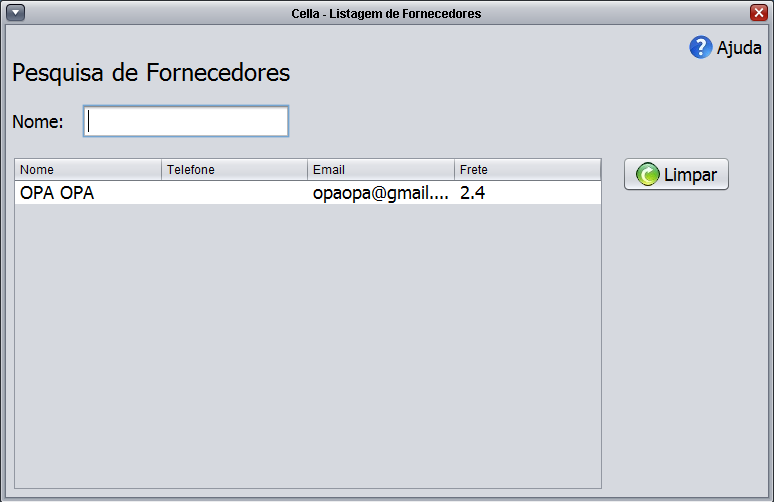 Cella - Listagem de Fornecedores
Ajuda
Pesquisa de Fornecedores
Nome:
Nome Telefone Email Frete
OPA OPA opaopa@gmail.... 2.4
Limpar